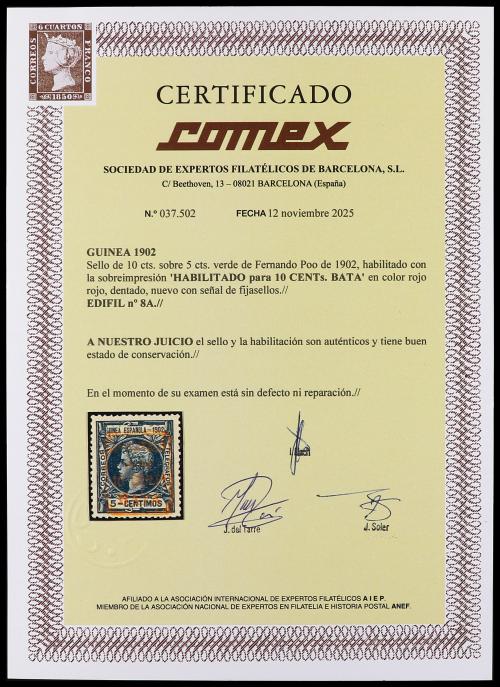 6 CUARTOS
CORREOS
FRANCO
1850
CERTIFICADO
comex
SOCIEDAD DE EXPERTOS FILATÉLICOS DE BARCELONA, S.L.
C/ Beethoven, 13 – 08021 BARCELONA (España)
N.º 037.502 FECHA 12 noviembre 2025
GUINEA 1902
Sello de 10 cts. sobre 5 cts. verde de Fernando Poo de 1902, habilitado con
la sobreimpresión 'HABILITADO para 10 CENTs. BATA' en color rojo
rojo, dentado, nuevo con señal de fijasellos.//
EDIFIL nº 8A.//
A NUESTRO JUICIO el sello y la habilitación son auténticos y tiene buen
estado de conservación.//
En el momento de su examen está sin defecto ni reparación.//
GUINEA ESPAÑOLA - 1902
5 - CENTIMOS
J. dal Tarre
J. Soler
AFILIADO A LA ASOCIACIÓN INTERNACIONAL DE EXPERTOS FILATÉLICOS A I E P.
MIEMBRO DE LA ASOCIACIÓN NACIONAL DE EXPERTOS EN FILATELIA E HISTORIA POSTAL ANEF.